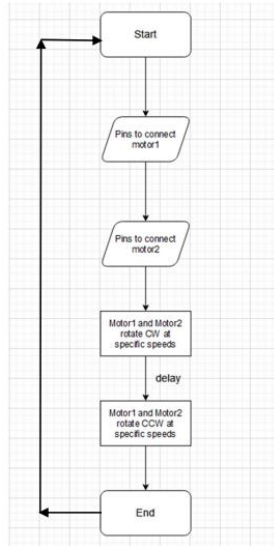 Start
Pins to connect
motor1
Pins to connect
motor2
Motor1 and Motor2
rotate CW at
specific speeds
delay
Motor1 and Motor2
rotate CCW at
specific speeds
End